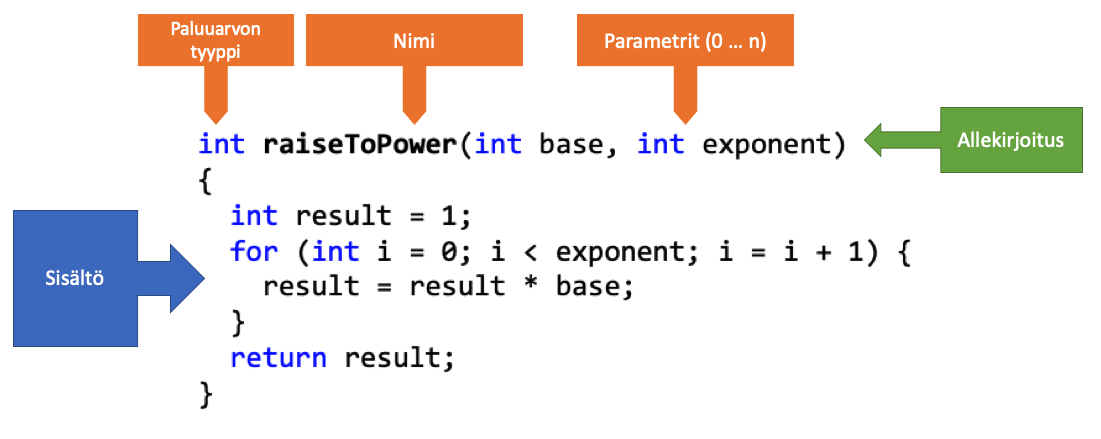 Paluuarvon
tyyppi
Nimi
Parametrit (0 … n)
int raiseToPower(int base, int exponent)
Allekirjoitus
{
int result = 1;
for (int i = 0; i < exponent; i = i + 1) {
result = result * base;
}
return result;
}
Sisältö